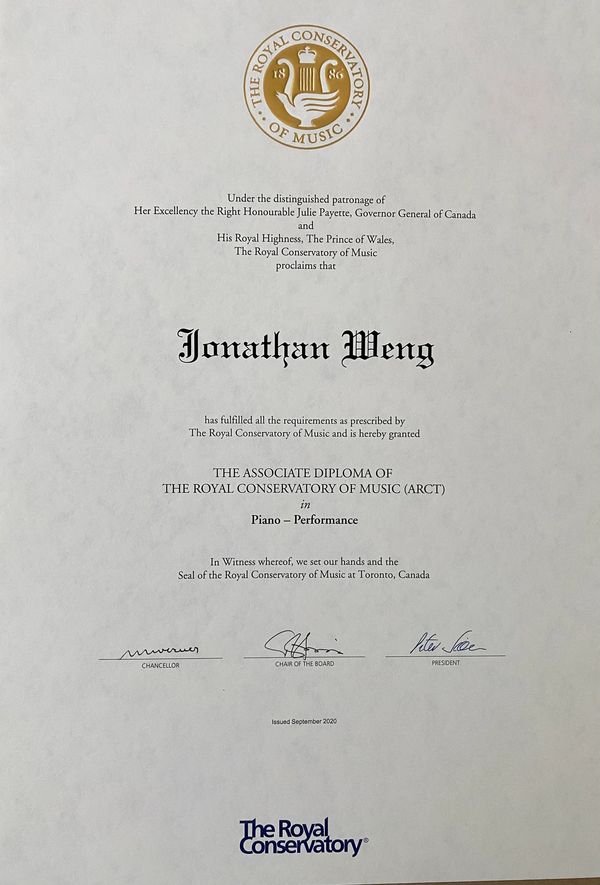 THE ROYAL CONSERVATORY
1886
OF MUSIC
Under the distinguished patronage of
Her Excellency the Right Honourable Julie Payette, Governor General of Canada
and
His Royal Highness, The Prince of Wales,
The Royal Conservatory of Music
proclaims that
Jonathan Weng
has fulfilled all the requirements as prescribed by
The Royal Conservatory of Music and is hereby granted
THE ASSOCIATE DIPLOMA OF
THE ROYAL CONSERVATORY OF MUSIC (ARCT)
in
Piano – Performance
In Witness whereof, we set our hands and the
Seal of the Royal Conservatory of Music at Toronto, Canada
CHANCELLOR
CHAIR OF THE BOARD
PRESIDENT
Issued September 2020
The Royal
Conservatory®